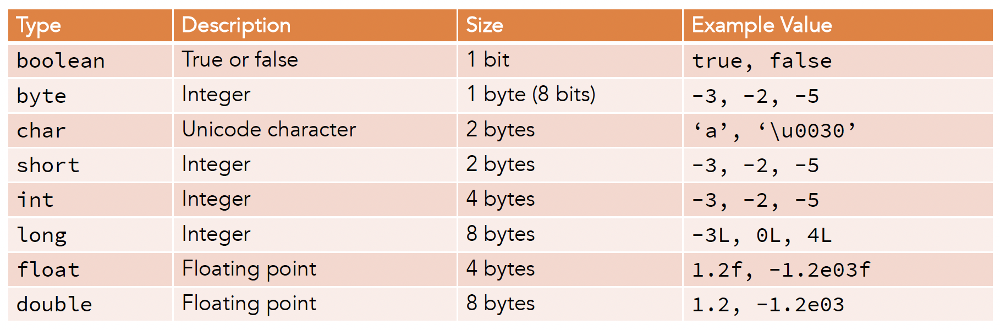 Type Description Size Example Value
boolean True or false 1 bit true, false
byte Integer 1 byte (8 bits) -3, -2, -5
char Unicode character 2 bytes ‘a’, ‘\u0030’
short Integer 2 bytes -3, -2, -5
int Integer 4 bytes -3, -2, -5
long Integer 8 bytes -3L, 0L, 4L
float Floating point 4 bytes 1.2f, -1.2e03f
double Floating point 8 bytes 1.2, -1.2e03